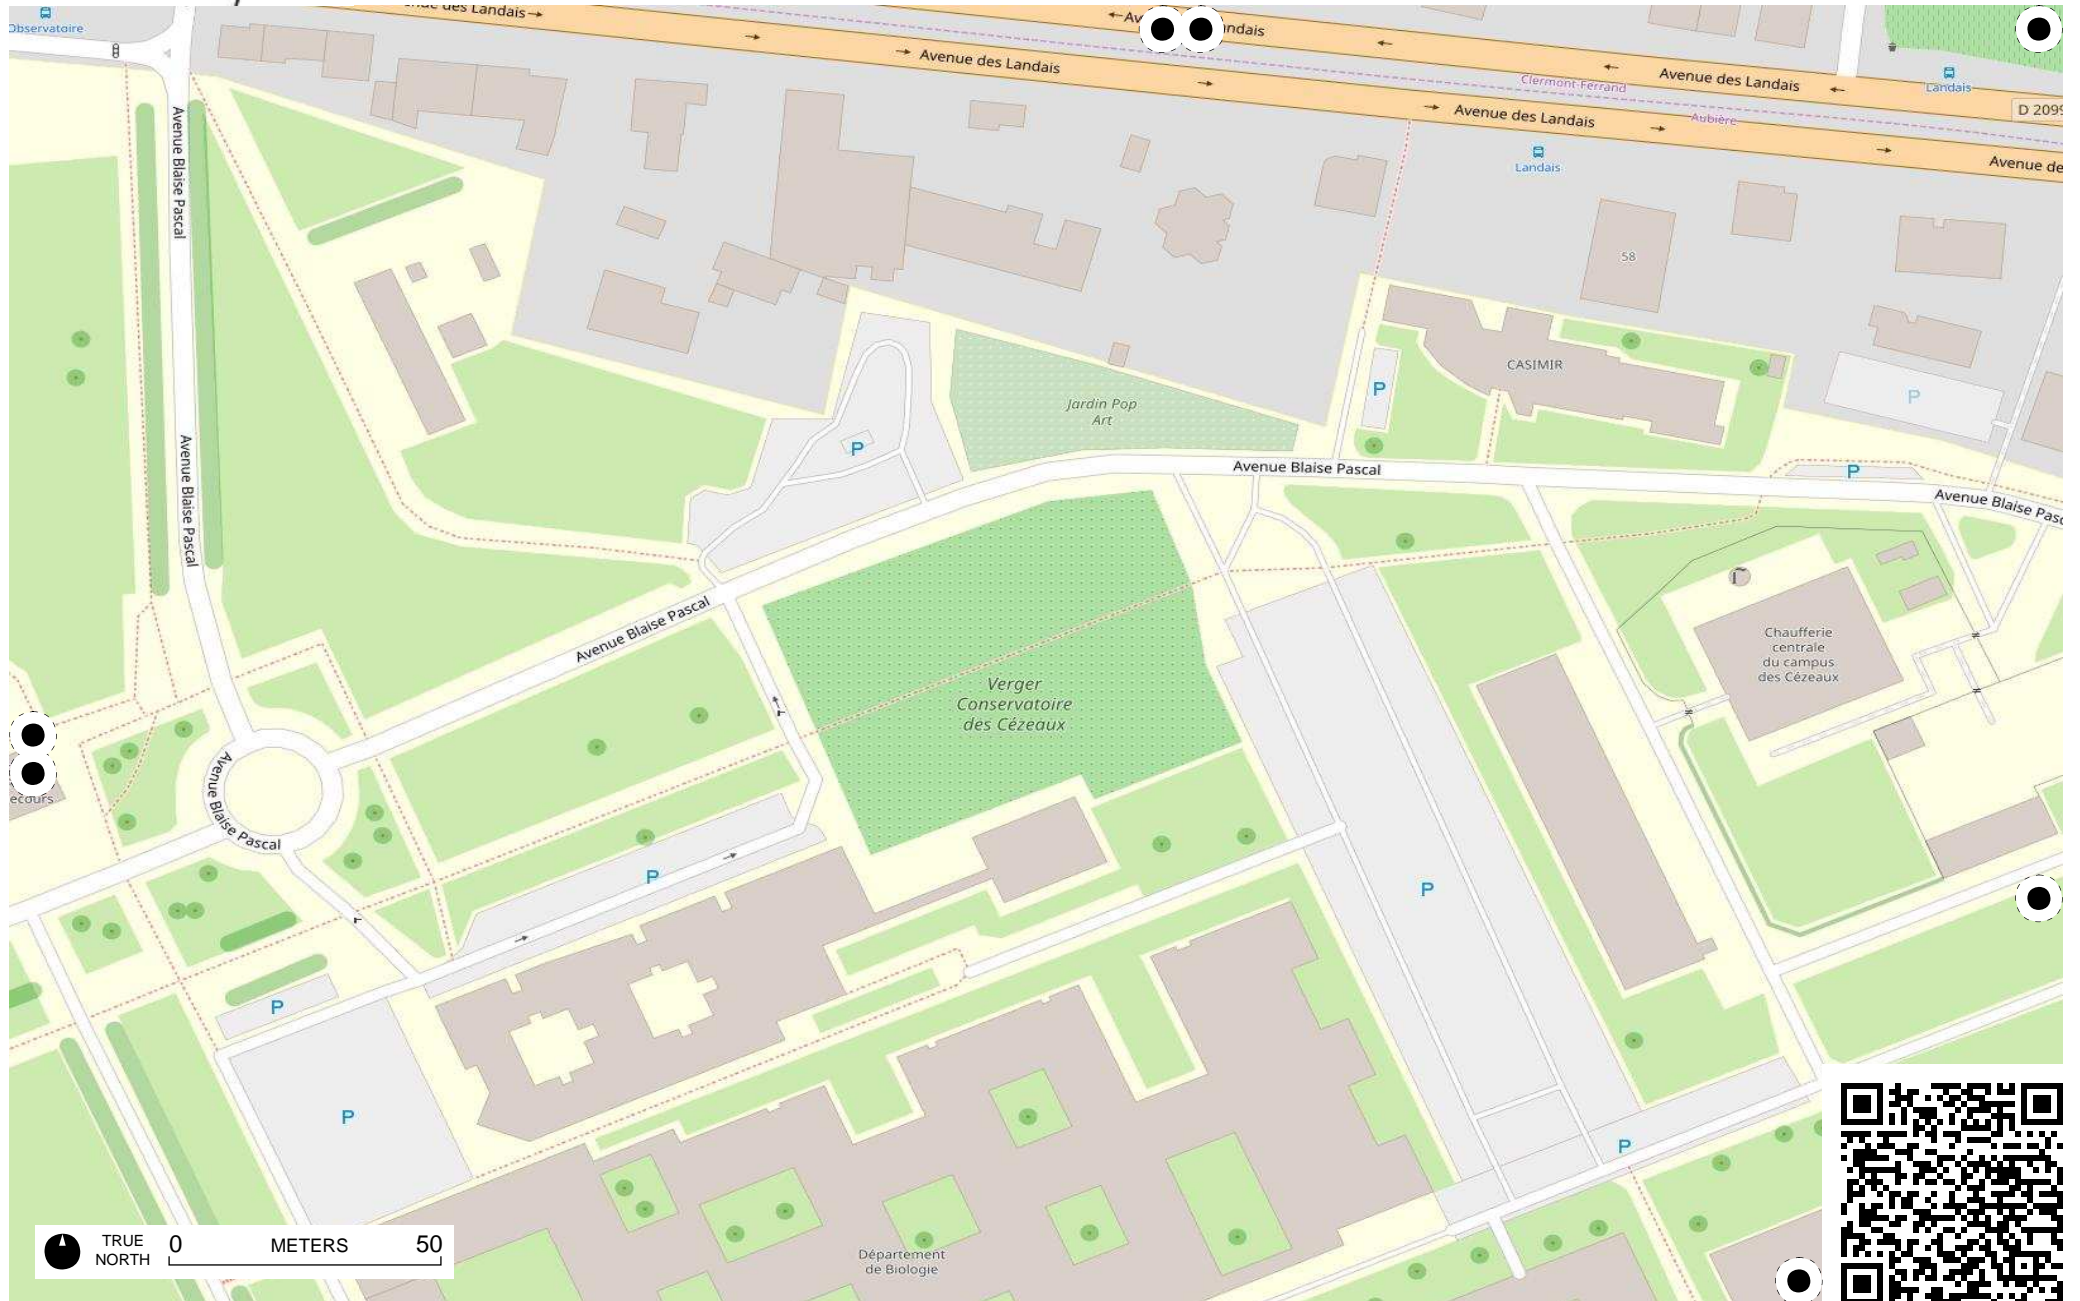 Observatoire
Avenue des Landais
Avenue des Landais
Avenue des Landais
Avenue des Landais
Avenue de
Clermont-Ferrand
Aubière
Landais
Landais
D 2099
Avenue Blaise Pascal
Avenue Blaise Pascal
58
CASIMIR
Jardin Pop
Art
P
P
P
P
Avenue Blaise Pascal
Avenue Blaise Pasc
Avenue Blaise Pascal
Avenue Blaise Pascal
Chaufferie
centrale
du campus
des Cézeaux
Verger
Conservatoire
des Cézeaux
ecours
P
P
P
P
P
Département
de Biologie
TRUE
NORTH
0 METERS 50